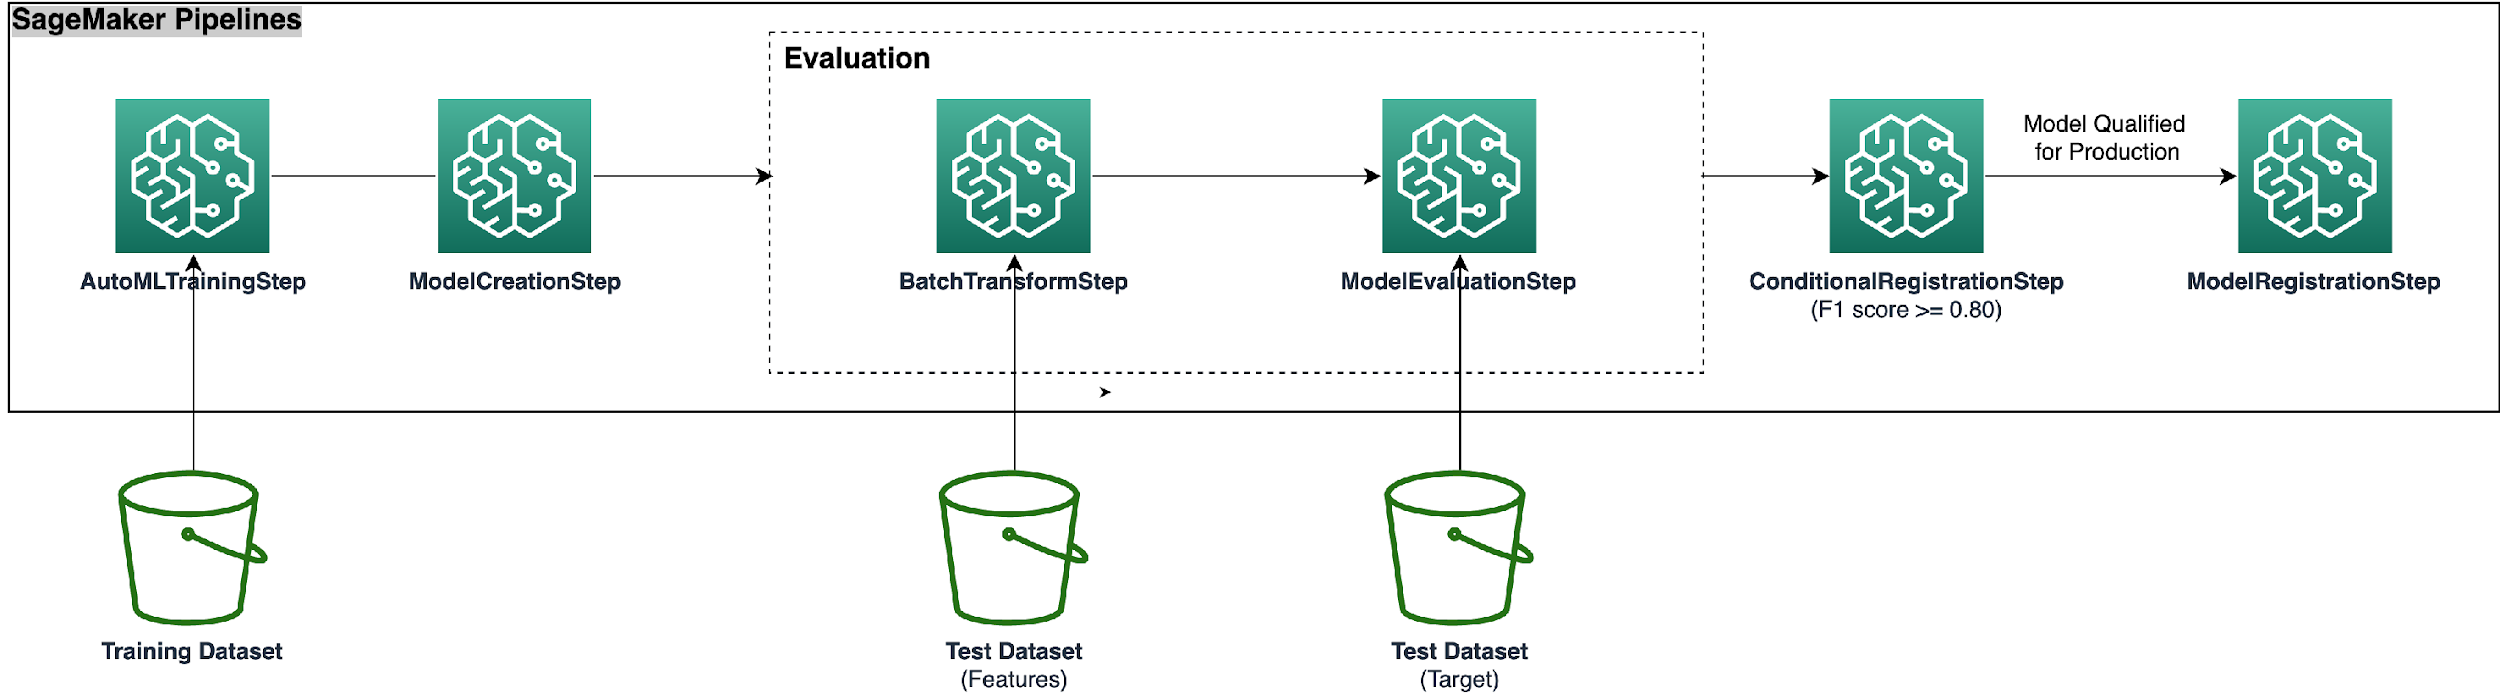 SageMaker Pipelines
Evaluation
Model Qualified
for Production
AutoMLTrainingStep
ModelCreationStep
BatchTransformStep
ModelEvaluationStep
ConditionalRegistrationStep
(F1 score >= 0.80)
ModelRegistrationStep
Training Dataset
Test Dataset
(Features)
Test Dataset
(Target)